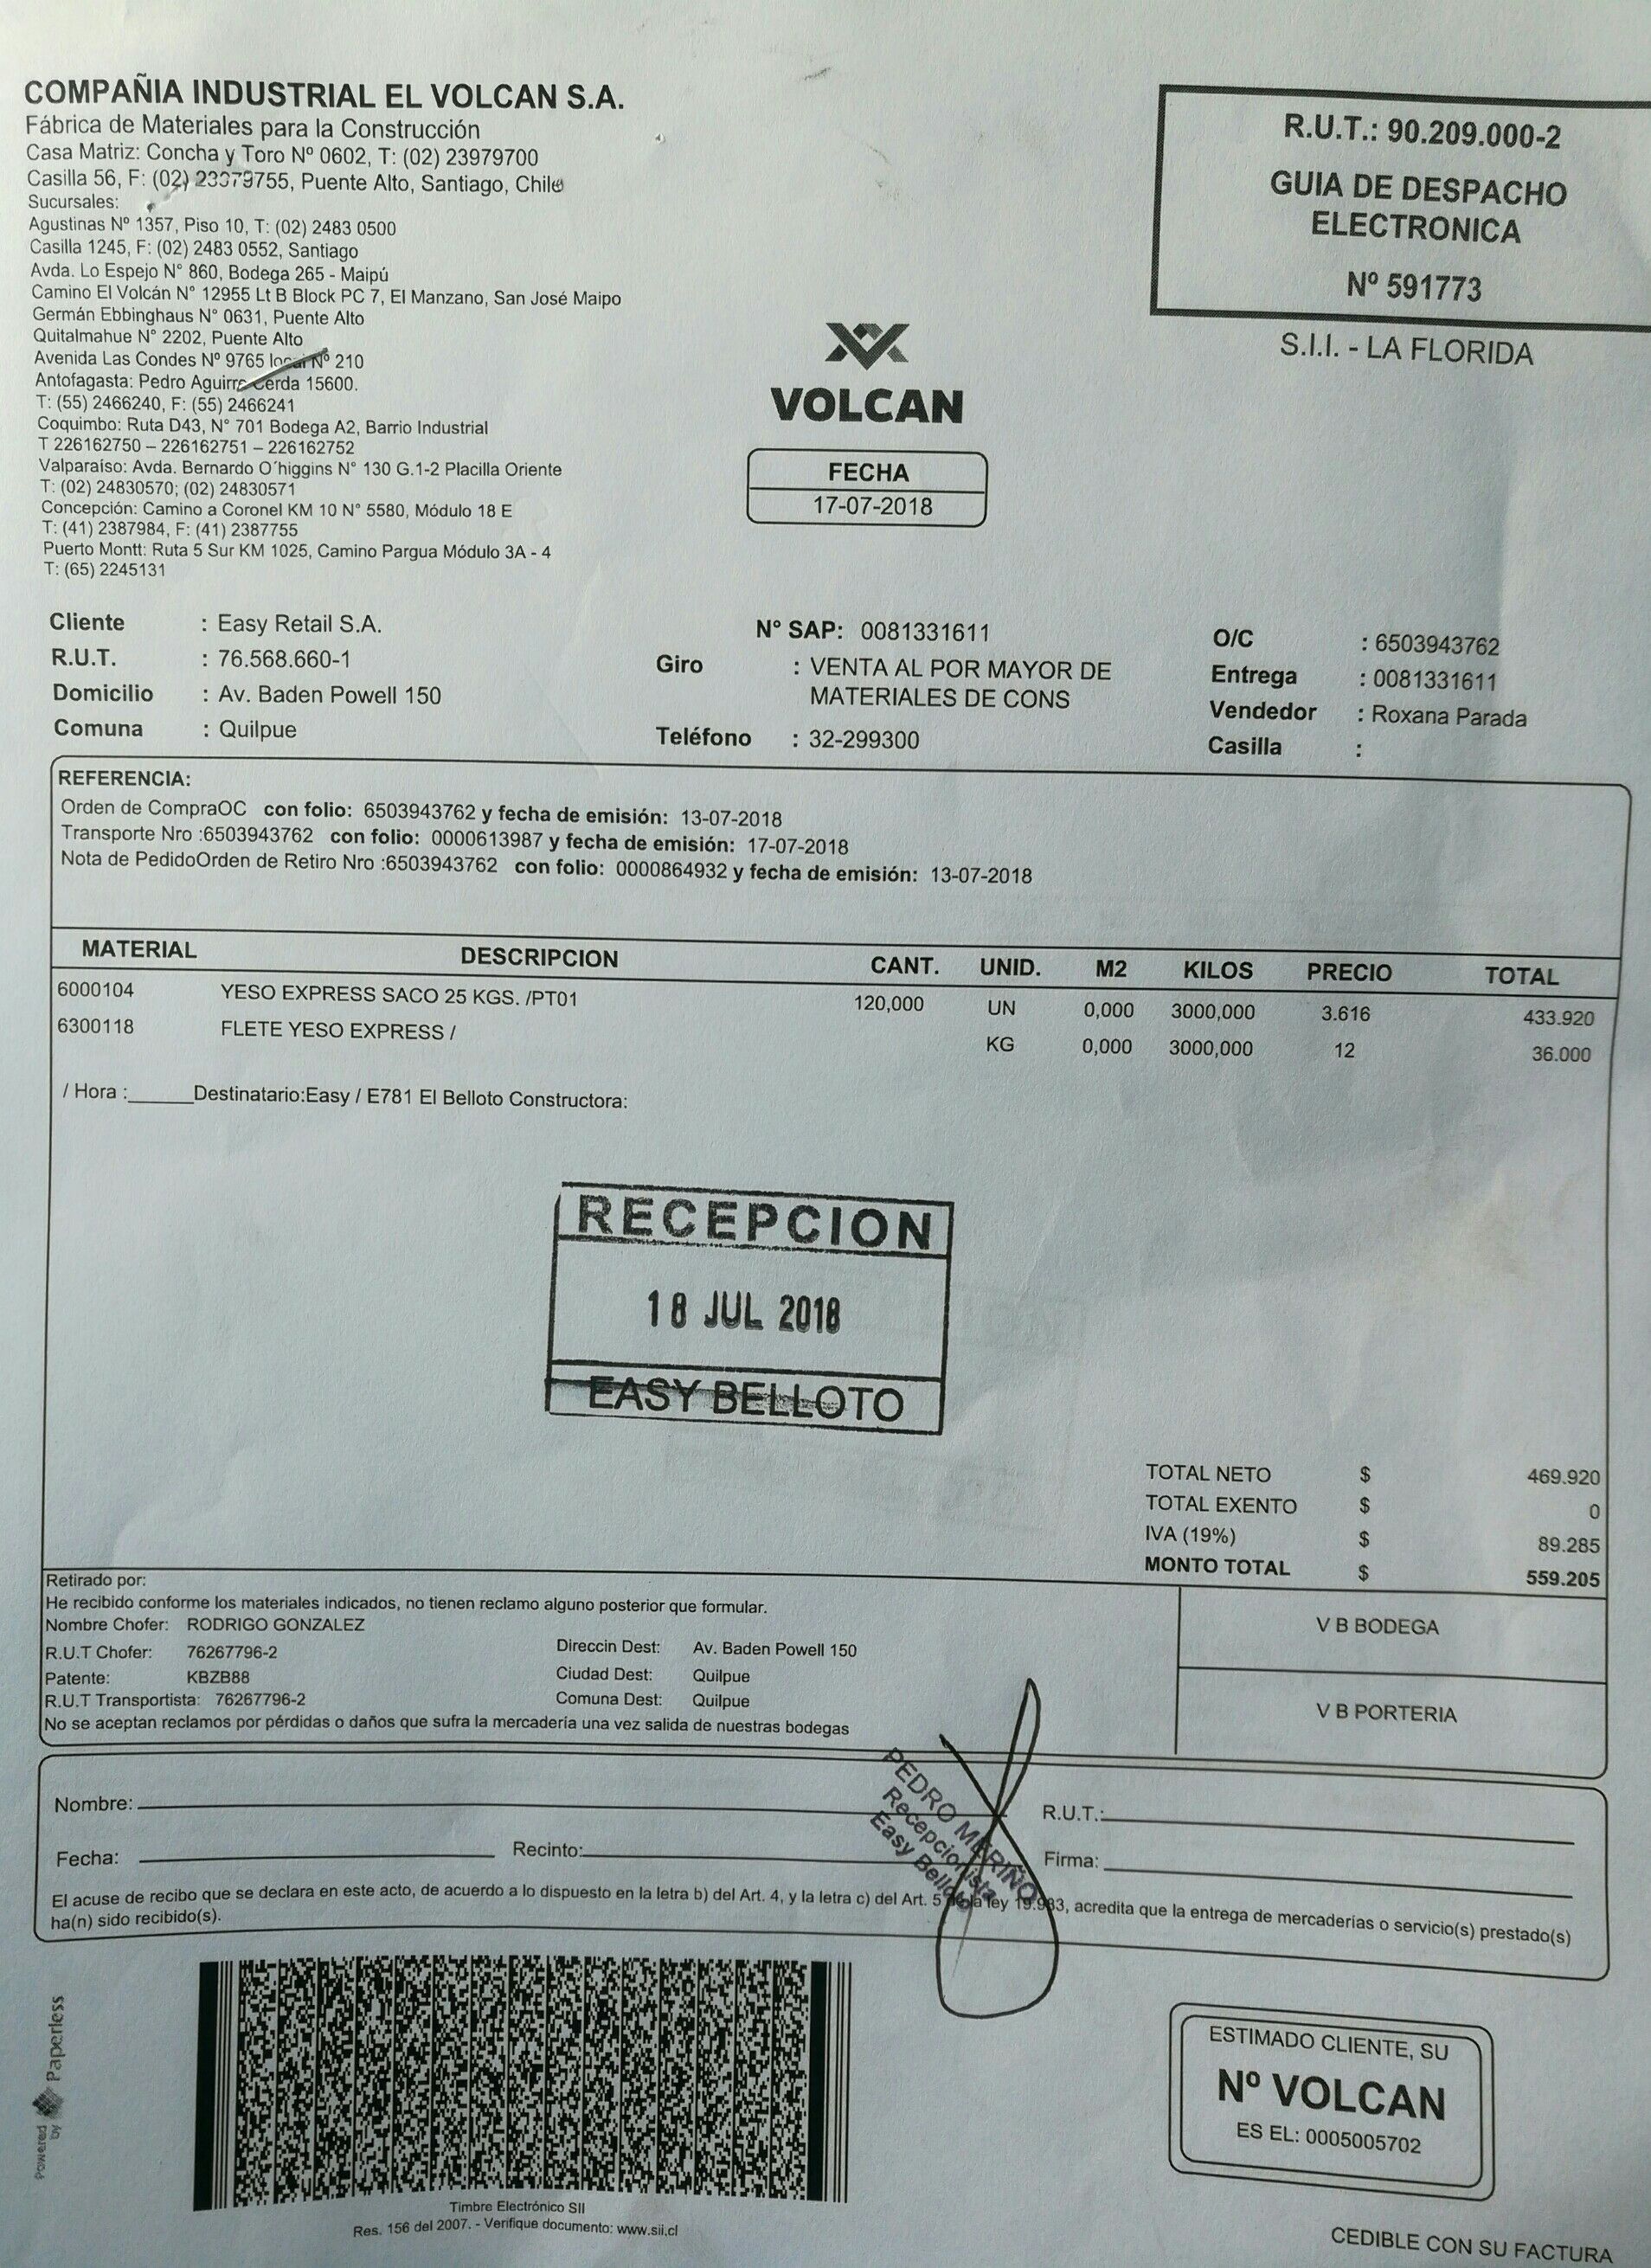 COMPAÑIA INDUSTRIAL EL VOLCAN S.A.
Fábrica de Materiales para la Construcción
Casa Matriz: Concha y Toro Nº 0602, T: (02) 23979700
Casilla 56, F: (02) 23979755, Puente Alto, Santiago, Chile
Sucursales:
Agustinas Nº 1357, Piso 10, T: (02) 2483 0500
Casilla 1245, F: (02) 2483 0552, Santiago
Avda. Lo Espejo N° 860, Bodega 265 - Maipú
Camino El Volcán N° 12955 Lt B Block PC 7, El Manzano, San José Maipo
Germán Ebbinghaus N° 0631, Puente Alto
Quitalmahue N° 2202, Puente Alto
Avenida Las Condes Nº 9765 local Nº 210
Antofagasta: Pedro Aguirre Cerda 15600.
T: (55) 2466240, F: (55) 2466241
Coquimbo: Ruta D43, N° 701 Bodega A2, Barrio Industrial
T 226162750 – 226162751 – 226162752
Valparaíso: Avda. Bernardo O´higgins N° 130 G.1-2 Placilla Oriente
T: (02) 24830570; (02) 24830571
Concepción: Camino a Coronel KM 10 N° 5580, Módulo 18 E
T: (41) 2387984, F: (41) 2387755
Puerto Montt: Ruta 5 Sur KM 1025, Camino Pargua Módulo 3A - 4
T: (65) 2245131
R.U.T.: 90.209.000-2
GUIA DE DESPACHO
ELECTRONICA
Nº 591773
S.I.I. - LA FLORIDA
VOLCAN
FECHA
17-07-2018
Cliente : Easy Retail S.A.
R.U.T. : 76.568.660-1
Domicilio : Av. Baden Powell 150
Comuna : Quilpue
N° SAP: 0081331611
Giro : VENTA AL POR MAYOR DE
MATERIALES DE CONS
Teléfono : 32-299300
O/C : 6503943762
Entrega : 0081331611
Vendedor : Roxana Parada
Casilla :
REFERENCIA:
Orden de CompraOC con folio: 6503943762 y fecha de emisión: 13-07-2018
Transporte Nro :6503943762 con folio: 0000613987 y fecha de emisión: 17-07-2018
Nota de PedidoOrden de Retiro Nro :6503943762 con folio: 0000864932 y fecha de emisión: 13-07-2018
MATERIAL DESCRIPCION CANT. UNID. M2 KILOS PRECIO TOTAL
6000104 YESO EXPRESS SACO 25 KGS. /PT01 120,000 UN 0,000 3000,000 3.616 433.920
6300118 FLETE YESO EXPRESS / KG 0,000 3000,000 12 36.000
/ Hora :______Destinatario:Easy / E781 El Belloto Constructora:
RECEPCION
18 JUL 2018
EASY BELLOTO
TOTAL NETO $ 469.920
TOTAL EXENTO $ 0
IVA (19%) $ 89.285
MONTO TOTAL $ 559.205
Retirado por:
He recibido conforme los materiales indicados, no tienen reclamo alguno posterior que formular.
Nombre Chofer: RODRIGO GONZALEZ
R.U.T Chofer: 76267796-2 Direccin Dest: Av. Baden Powell 150
Patente: KBZB88 Ciudad Dest: Quilpue
R.U.T Transportista: 76267796-2 Comuna Dest: Quilpue
No se aceptan reclamos por pérdidas o daños que sufra la mercadería una vez salida de nuestras bodegas
V B BODEGA
V B PORTERIA
Nombre: R.U.T.:
Fecha: Recinto: Firma:
PEDRO MERIÑO
Recepcionista
Easy Belloto
El acuse de recibo que se declara en este acto, de acuerdo a lo dispuesto en la letra b) del Art. 4, y la letra c) del Art. 5 de la ley 19.983, acredita que la entrega de mercaderías o servicio(s) prestado(s)
ha(n) sido recibido(s).
Powered by Paperless
Timbre Electrónico SII
Res. 156 del 2007. - Verifique documento: www.sii.cl
ESTIMADO CLIENTE, SU
Nº VOLCAN
ES EL: 0005005702
CEDIBLE CON SU FACTURA